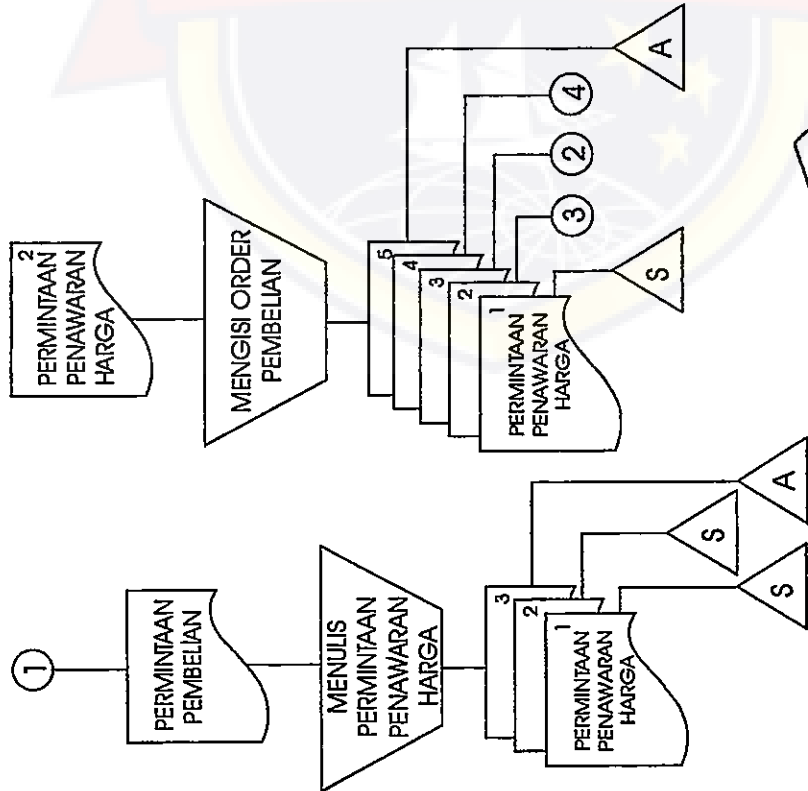 1
PERMINTAAN
PEMBELIAN
MENULIS
PERMINTAAN
PENAWARAN
HARGA
3
2
1
PERMINTAAN
PENAWARAN
HARGA
S
S
A
2
PERMINTAAN
PENAWARAN
HARGA
MENGISI ORDER
PEMBELIAN
5
4
3
2
1
PERMINTAAN
PENAWARAN
HARGA
S
3
2
4
A